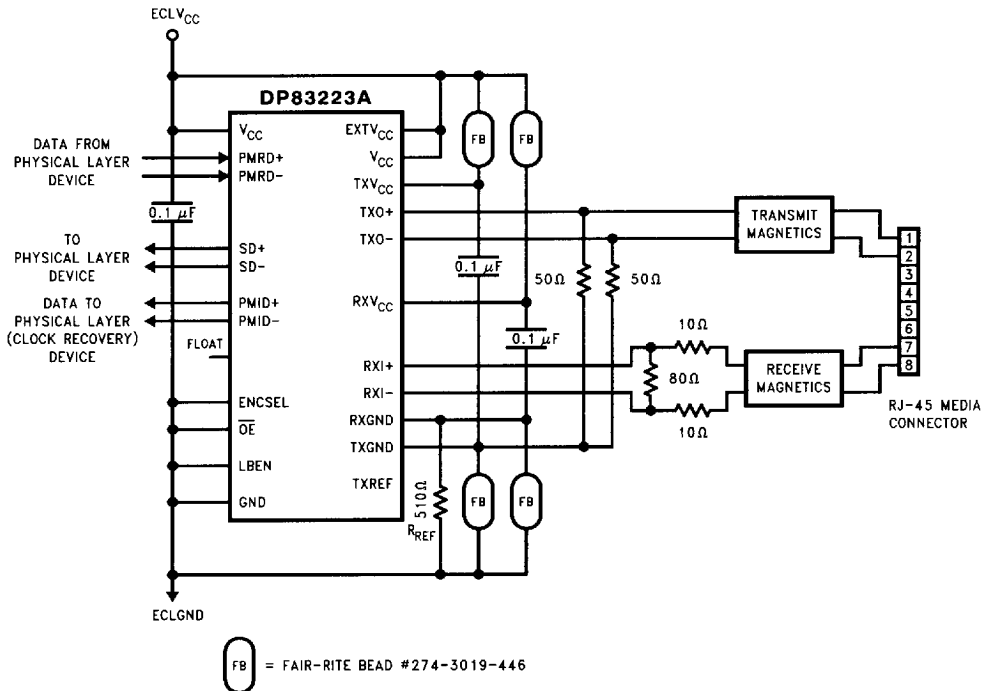 ECLVCC
DP83223A
DATA FROM
PHYSICAL LAYER
DEVICE
VCC
PMRD+
PMRD-
0.1 µF
TO
PHYSICAL LAYER
DEVICE
SD+
SD-
DATA TO
PHYSICAL LAYER
(CLOCK RECOVERY)
DEVICE
PMID+
PMID-
FLOAT
ENCSEL
OE
LBEN
GND
ECLGND
EXTVCC
VCC
TXVCC
TXO+
TXO-
RXVCC
RXI+
RXI-
RXGND
TXGND
TXREF
FB
FB
0.1 µF
0.1 µF
510Ω
RREF
FB
FB
50Ω
50Ω
10Ω
80Ω
10Ω
TRANSMIT
MAGNETICS
RECEIVE
MAGNETICS
1
2
3
4
5
6
7
8
RJ-45 MEDIA
CONNECTOR
FB = FAIR-RITE BEAD #274-3019-446